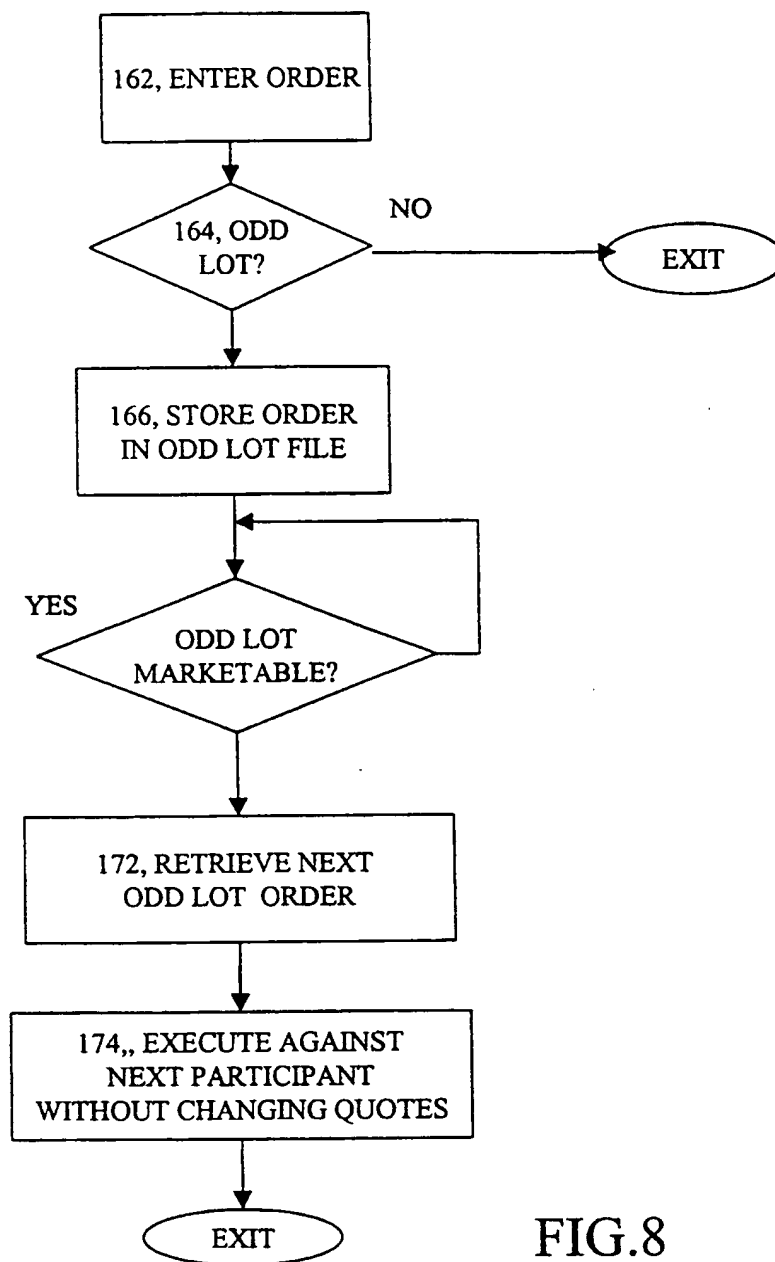 162, ENTER ORDER
164, ODD
LOT?
NO
EXIT
166, STORE ORDER
IN ODD LOT FILE
YES
ODD LOT
MARKETABLE?
172, RETRIEVE NEXT
ODD LOT ORDER
174,, EXECUTE AGAINST
NEXT PARTICIPANT
WITHOUT CHANGING QUOTES
EXIT
FIG.8